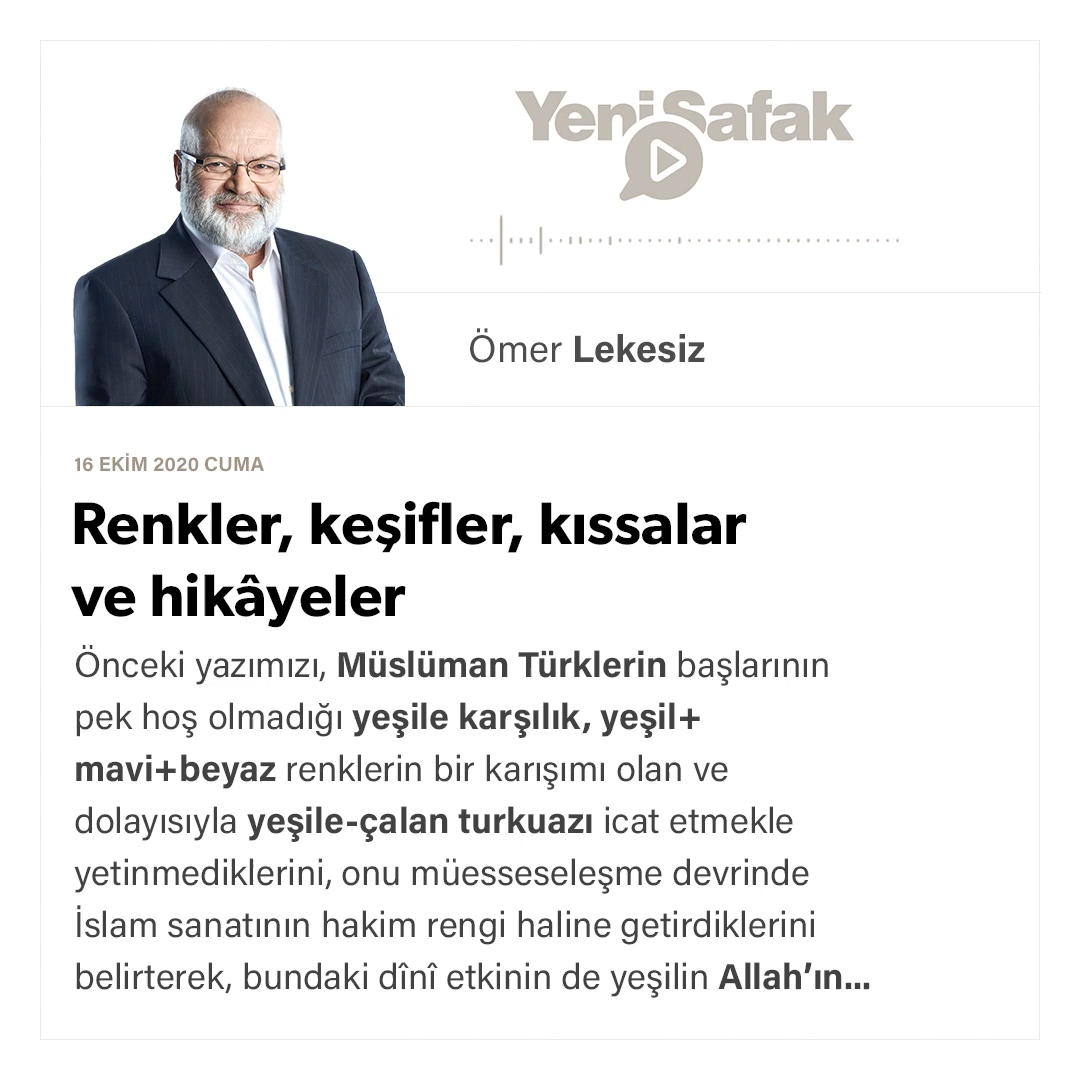 YeniŞafak
Ömer Lekesiz
16 EKİM 2020 CUMA
Renkler, keşifler, kıssalar
ve hikâyeler
Önceki yazımızı, Müslüman Türklerin başlarının
pek hoş olmadığı yeşile karşılık, yeşil+
mavi+beyaz renklerin bir karışımı olan ve
dolayısıyla yeşile-çalan turkuazı icat etmekle
yetinmediklerini, onu müesseseleşme devrinde
İslam sanatının hakim rengi haline getirdiklerini
belirterek, bundaki dînî etkinin de yeşilin Allah’ın...